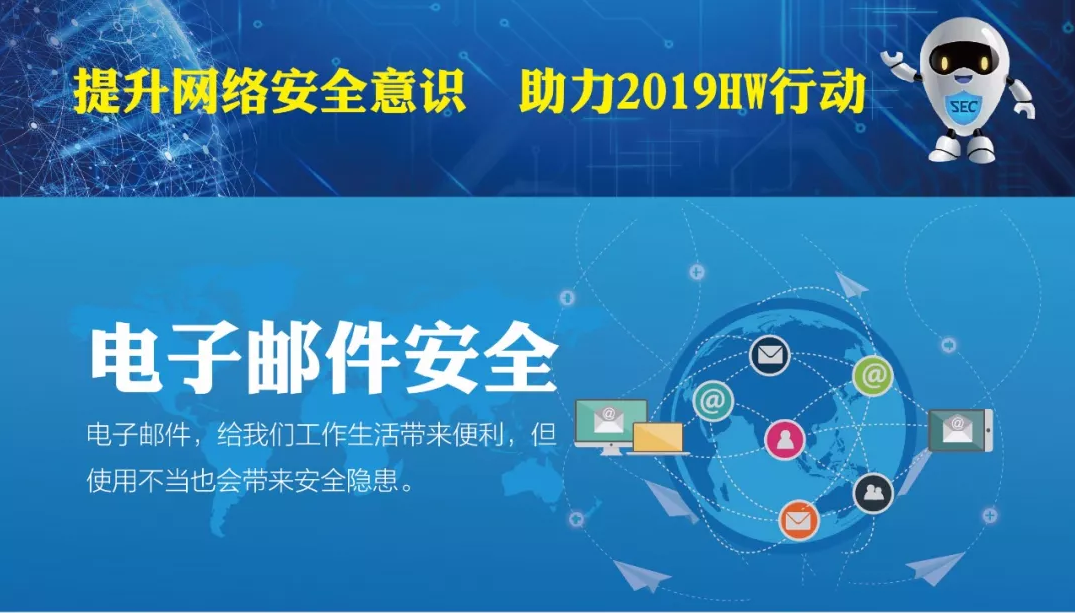 提升网络安全意识 助力2019HW行动
SEC
电子邮件安全
电子邮件，给我们工作生活带来便利，但
使用不当也会带来安全隐患。